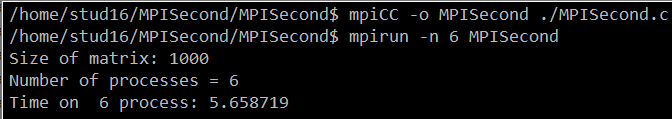 /home/stud16/MPISecond/MPISecond$ mpiCC -o MPISecond ./MPISecond.c
/home/stud16/MPISecond/MPISecond$ mpirun -n 6 MPISecond
Size of matrix: 1000
Number of processes = 6
Time on  6 process: 5.658719